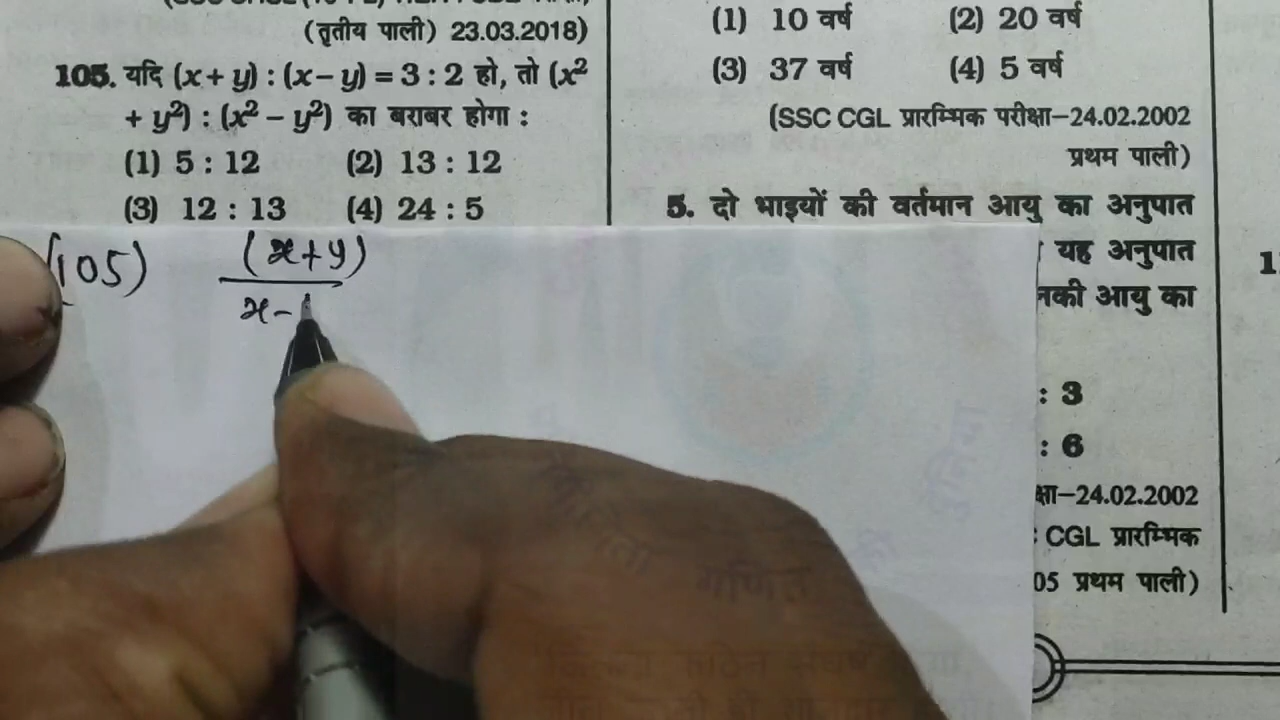 (तृतीय पाली) 23.03.2018)
105. यदि (x + y) : (x – y) = 3 : 2 हो, तो (x²
+ y²) : (x² – y²) का बराबर होगा :
(1) 5 : 12 (2) 13 : 12
(3) 12 : 13 (4) 24 : 5
(105) (x+y)
x-
(1) 10 वर्ष (2) 20 वर्ष
(3) 37 वर्ष (4) 5 वर्ष
(SSC CGL प्रारम्भिक परीक्षा–24.02.2002
प्रथम पाली)
5. दो भाइयों की वर्तमान आयु का अनुपात
यह अनुपात
नकी आयु का
: 3
: 6
क्षा–24.02.2002
: CGL प्रारम्भिक
05 प्रथम पाली)
1